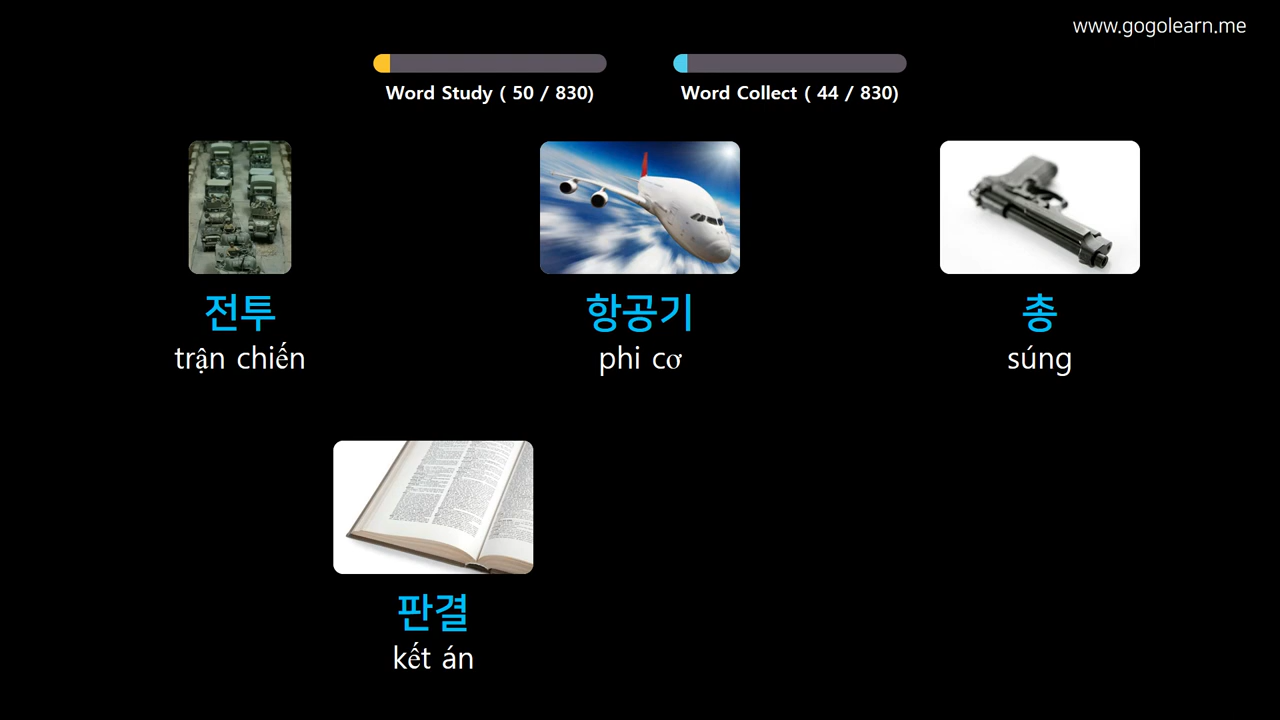 www.gogolearn.me
Word Study ( 50 / 830)
Word Collect ( 44 / 830)
전투
trận chiến
항공기
phi cơ
총
súng
판결
kết án